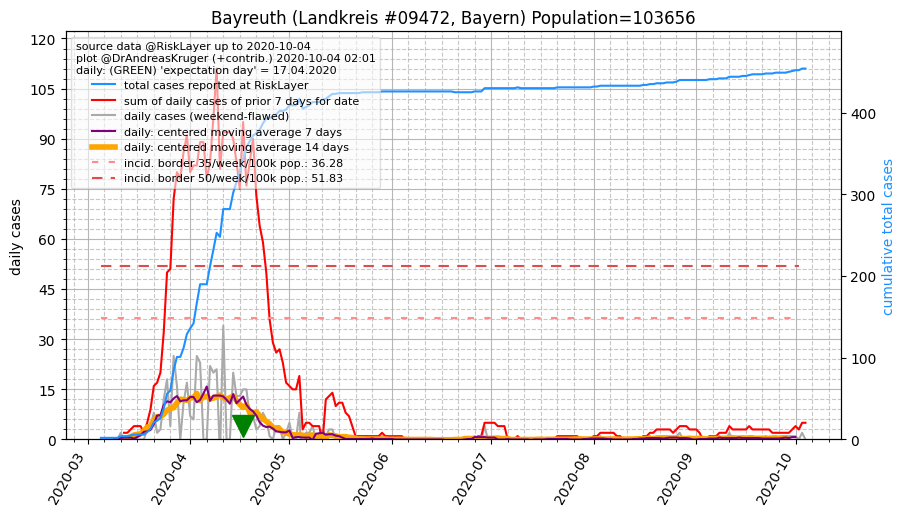 Bayreuth (Landkreis #09472, Bayern) Population=103656
source data @RiskLayer up to 2020-10-04
plot @DrAndreasKruger (+contrib.) 2020-10-04 02:01
daily: (GREEN) 'expectation day' = 17.04.2020
total cases reported at RiskLayer
sum of daily cases of prior 7 days for date
daily cases (weekend-flawed)
daily: centered moving average 7 days
daily: centered moving average 14 days
incid. border 35/week/100k pop.: 36.28
incid. border 50/week/100k pop.: 51.83
daily cases
120
105
90
75
60
45
30
15
0
cumulative total cases
400
300
200
100
0
2020-03
2020-04
2020-05
2020-06
2020-07
2020-08
2020-09
2020-10